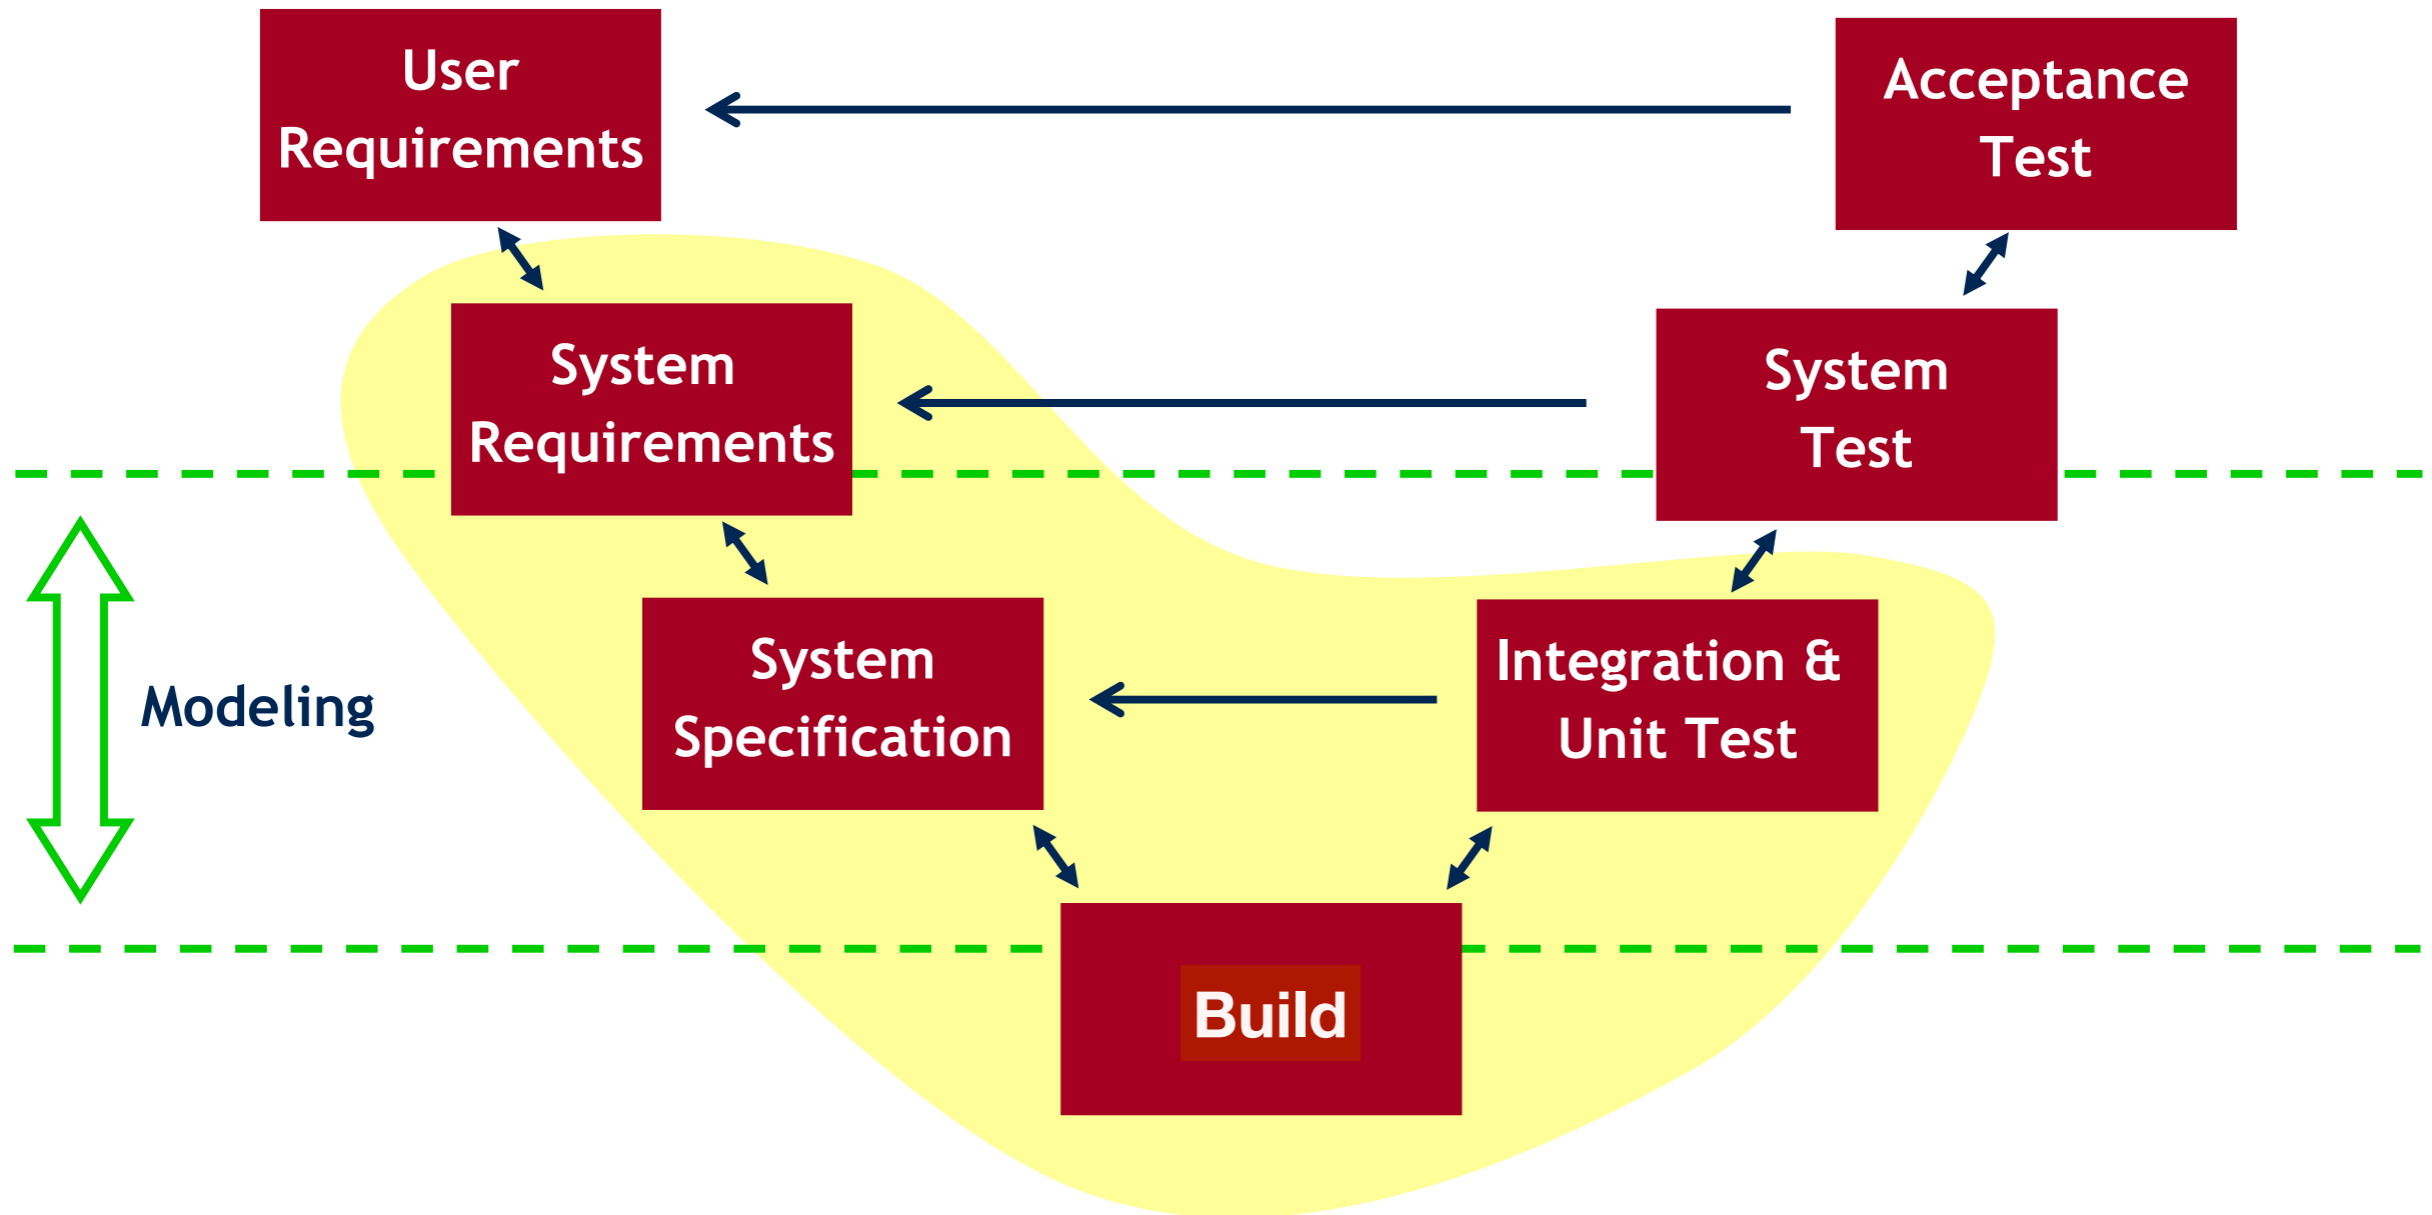 User
Requirements
Acceptance
Test
System
Requirements
System
Test
System
Specification
Integration &
Unit Test
Modeling
Build